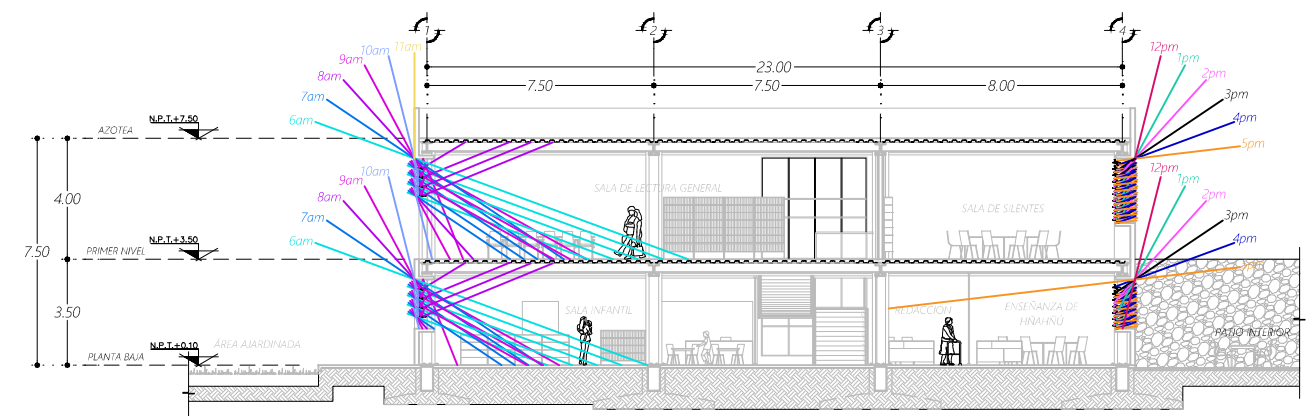 1
2
3
4
23.00
7.50
7.50
8.00
11am
10am
9am
8am
7am
6am
12pm
1pm
2pm
3pm
4pm
5pm
N.P.T.+7.50
AZOTEA
4.00
SALA DE LECTURA GENERAL
SALA DE SILENTES
10am
9am
8am
7am
6am
12pm
1pm
2pm
3pm
4pm
5pm
7.50
N.P.T.+3.50
PRIMER NIVEL
3.50
SALA INFANTIL
REDACCIÓN
ENSEÑANZA DE
HÑAHÑÚ
PATIO INTERIOR
N.P.T.+0.10
PLANTA BAJA
ÁREA AJARDINADA